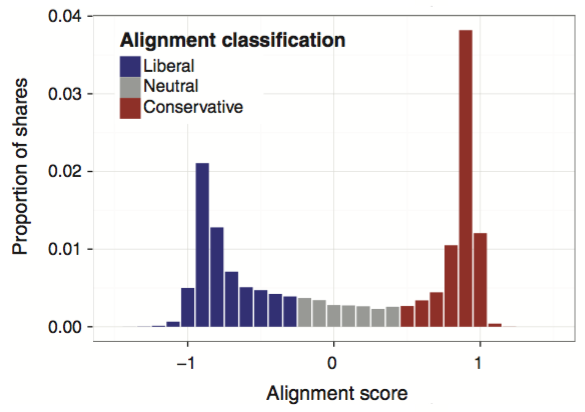 0.04
Alignment classification
Liberal
Neutral
Conservative
0.03
0.02
0.01
0.00
Proportion of shares
−1
0
1
Alignment score